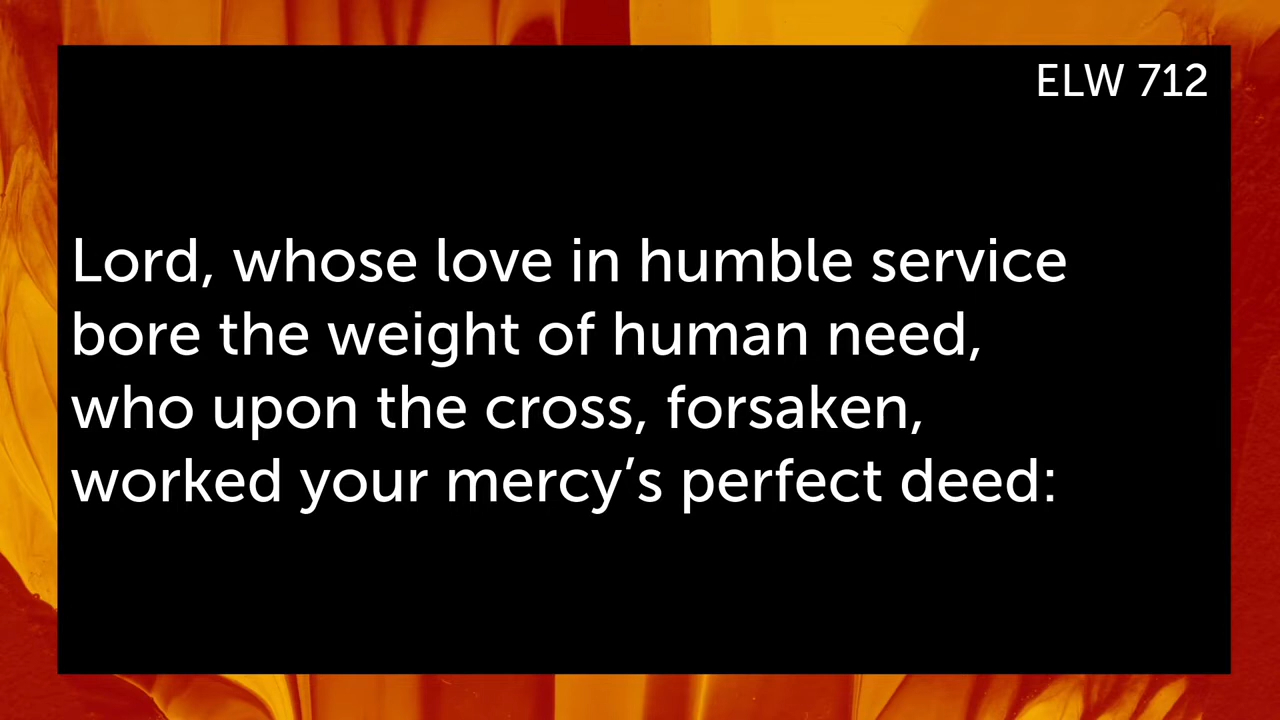 ELW 712
Lord, whose love in humble service
bore the weight of human need,
who upon the cross, forsaken,
worked your mercy’s perfect deed: